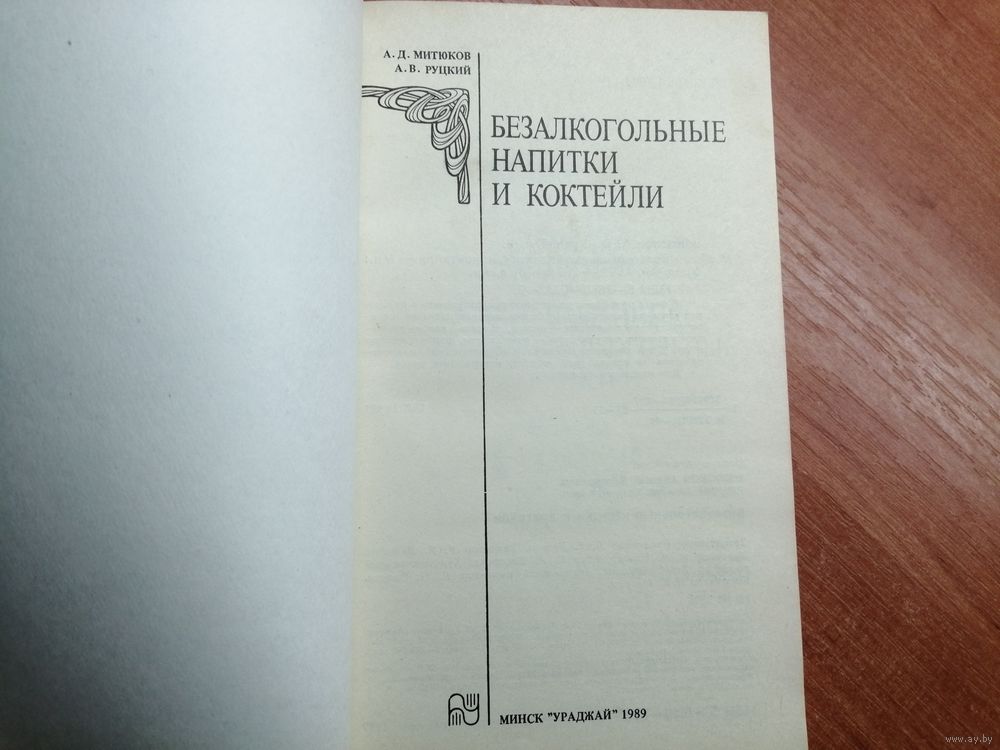 А. Д. МИТЮКОВ
А. В. РУЦКИЙ
БЕЗАЛКОГОЛЬНЫЕ
НАПИТКИ
И КОКТЕЙЛИ
МИНСК "УРАДЖАЙ" 1989
www.ay.by